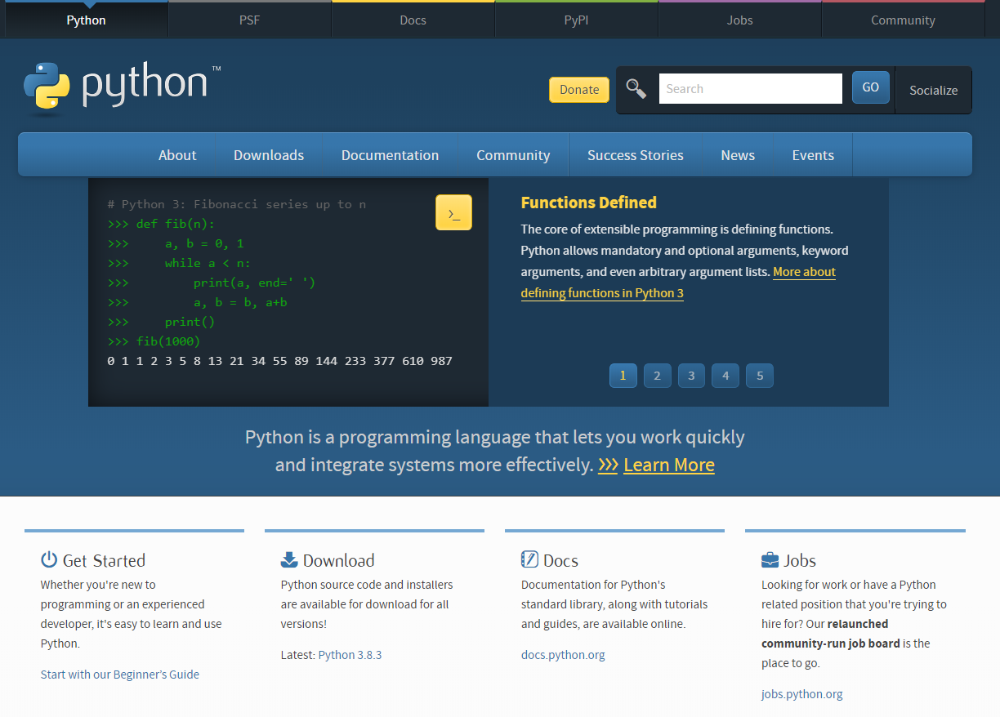 Python PSF Docs PyPI Jobs Community
python™
Donate Search GO Socialize
About Downloads Documentation Community Success Stories News Events
# Python 3: Fibonacci series up to n
>>> def fib(n):
>>>     a, b = 0, 1
>>>     while a < n:
>>>         print(a, end=' ')
>>>         a, b = b, a+b
>>>     print()
>>> fib(1000)
0 1 1 2 3 5 8 13 21 34 55 89 144 233 377 610 987
>_
Functions Defined
The core of extensible programming is defining functions.
Python allows mandatory and optional arguments, keyword
arguments, and even arbitrary argument lists. More about
defining functions in Python 3
1 2 3 4 5
Python is a programming language that lets you work quickly
and integrate systems more effectively. >>> Learn More
Get Started
Whether you're new to
programming or an experienced
developer, it's easy to learn and use
Python.
Start with our Beginner’s Guide
Download
Python source code and installers
are available for download for all
versions!
Latest: Python 3.8.3
Docs
Documentation for Python's
standard library, along with tutorials
and guides, are available online.
docs.python.org
Jobs
Looking for work or have a Python
related position that you're trying to
hire for? Our relaunched
community-run job board is the
place to go.
jobs.python.org